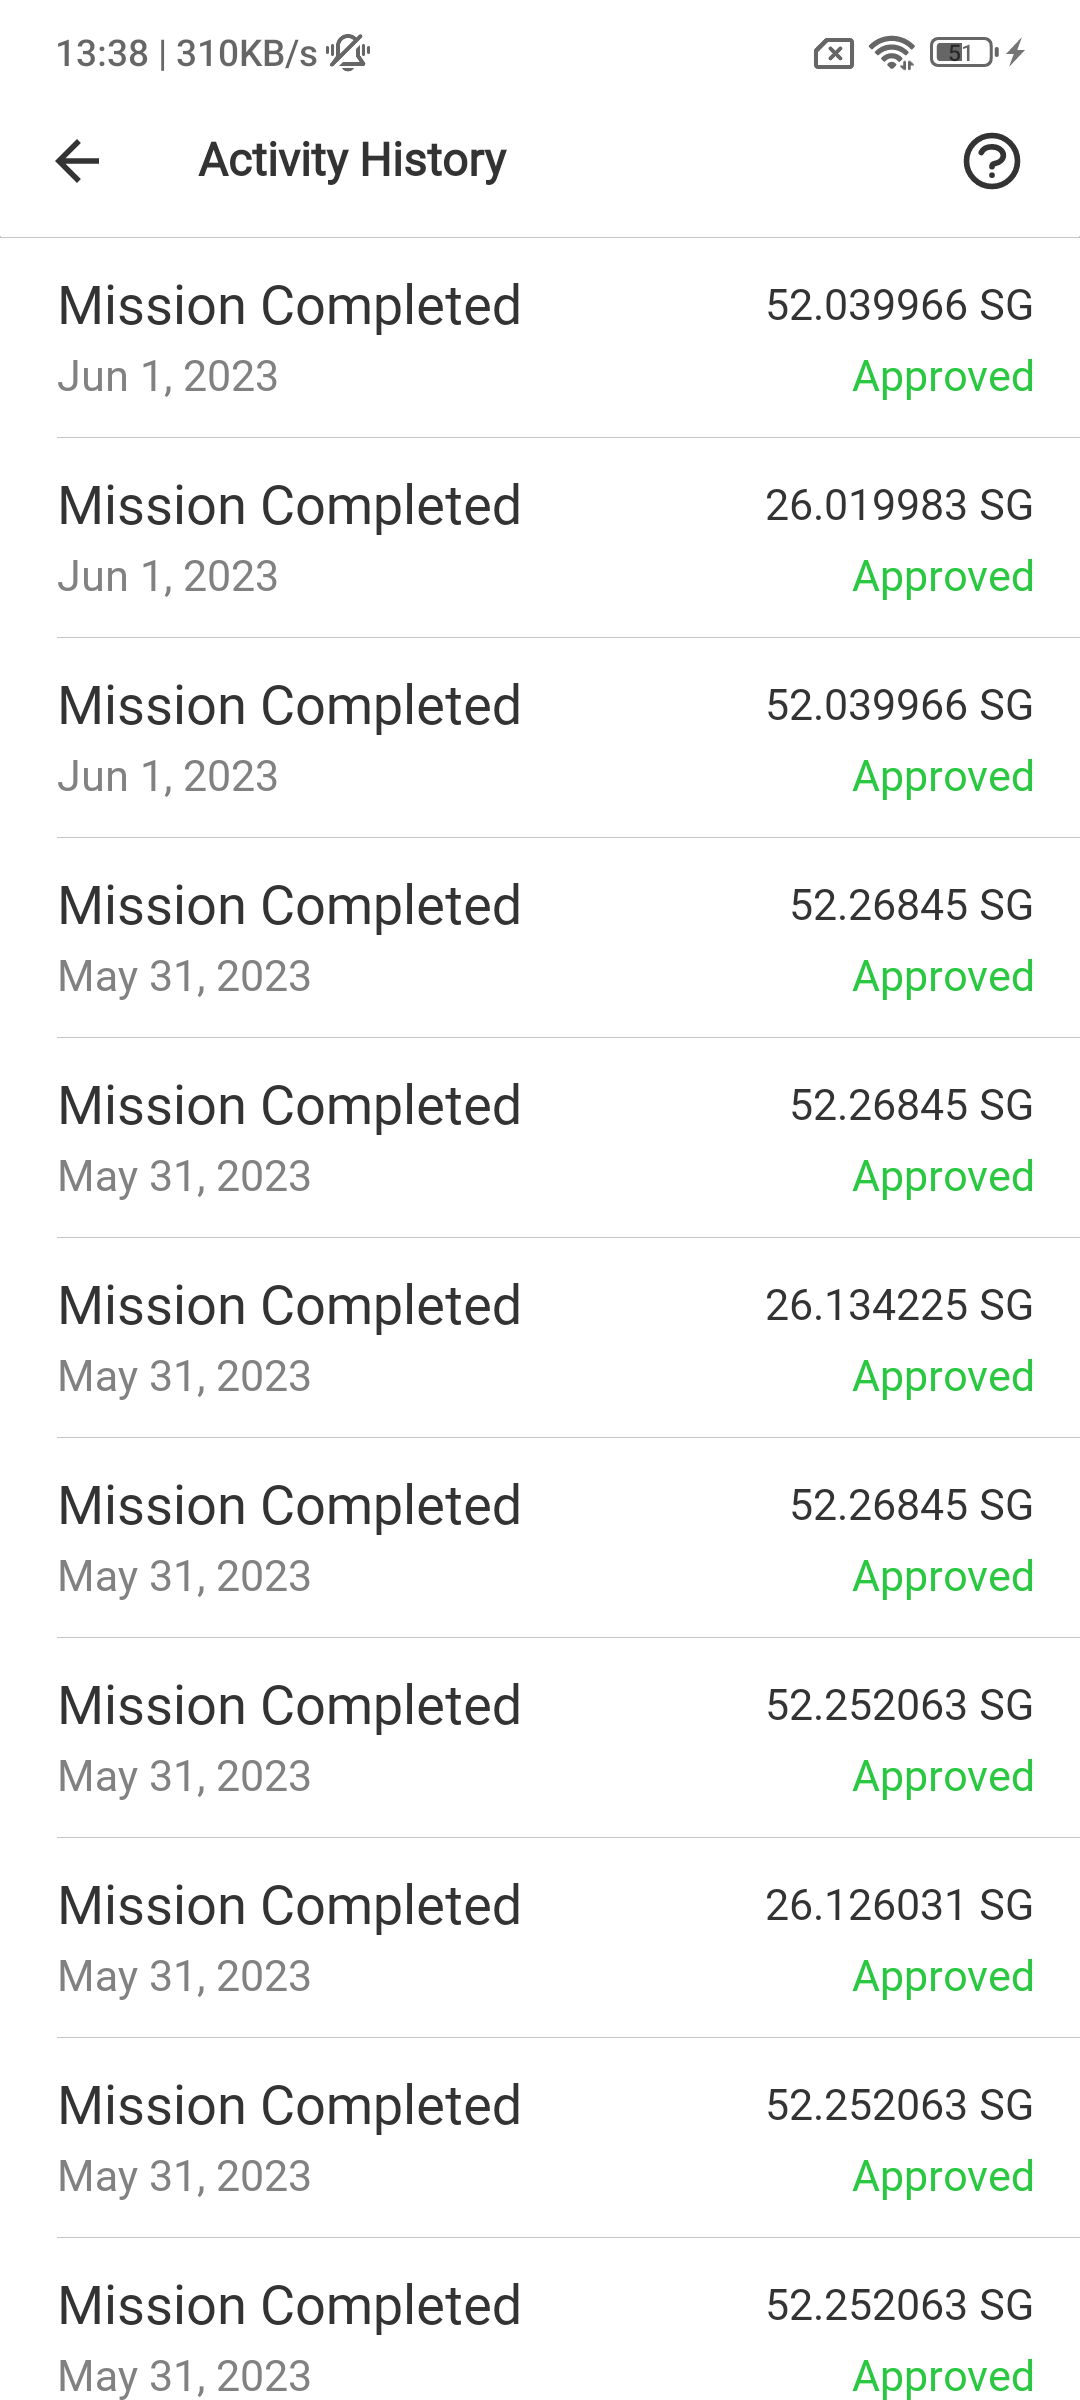 13:38 | 310KB/s 51
Activity History
Mission Completed 52.039966 SG
Jun 1, 2023 Approved
Mission Completed 26.019983 SG
Jun 1, 2023 Approved
Mission Completed 52.039966 SG
Jun 1, 2023 Approved
Mission Completed 52.26845 SG
May 31, 2023 Approved
Mission Completed 52.26845 SG
May 31, 2023 Approved
Mission Completed 26.134225 SG
May 31, 2023 Approved
Mission Completed 52.26845 SG
May 31, 2023 Approved
Mission Completed 52.252063 SG
May 31, 2023 Approved
Mission Completed 26.126031 SG
May 31, 2023 Approved
Mission Completed 52.252063 SG
May 31, 2023 Approved
Mission Completed 52.252063 SG
May 31, 2023 Approved